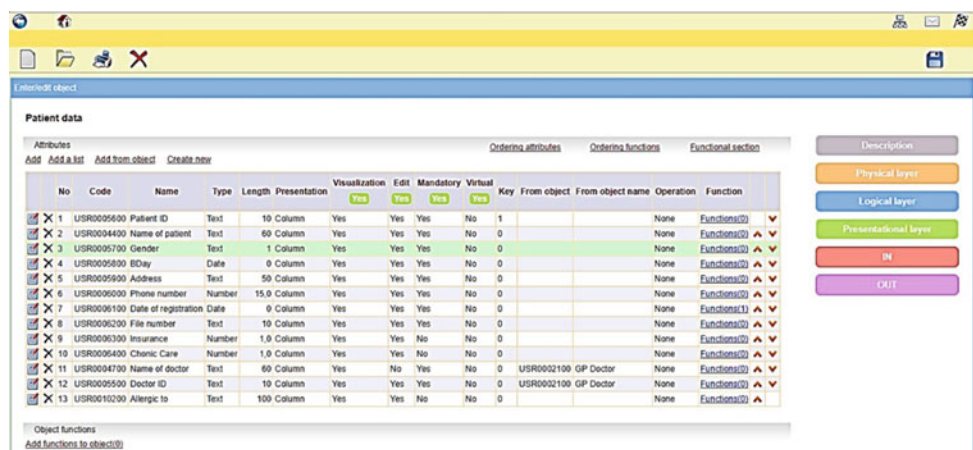 Enter/edit object
Patient data
Attributes Ordering attributes Ordering functions Functional section
Add Add a list Add from object Create new
No Code Name Type Length Presentation Visualization Yes Edit Yes Mandatory Yes Virtual Yes Key From object From object name Operation Function
1 USR0005600 Patient ID Text 10 Column Yes Yes Yes No 1 None Functions(0)
2 USR0004400 Name of patient Text 60 Column Yes Yes Yes No 0 None Functions(0)
3 USR0005700 Gender Text 1 Column Yes Yes Yes No 0 None Functions(0)
4 USR0005800 BDay Date 0 Column Yes Yes Yes No 0 None Functions(0)
5 USR0005900 Address Text 50 Column Yes Yes Yes No 0 None Functions(0)
6 USR0006000 Phone number Number 15,0 Column Yes Yes Yes No 0 None Functions(0)
7 USR0006100 Date of registration Date 0 Column Yes Yes Yes No 0 None Functions(1)
8 USR0006200 File number Text 10 Column Yes Yes Yes No 0 None Functions(0)
9 USR0006300 Insurance Number 1,0 Column Yes Yes No No 0 None Functions(0)
10 USR0006400 Chonic Care Number 1,0 Column Yes Yes No No 0 None Functions(0)
11 USR0004700 Name of doctor Text 60 Column Yes No Yes No 0 USR0002100 GP Doctor None Functions(0)
12 USR0005500 Doctor ID Text 10 Column Yes Yes Yes No 0 USR0002100 GP Doctor None Functions(0)
13 USR0010200 Allergic to Text 100 Column Yes Yes No No 0 None Functions(0)
Object functions
Add functions to object(0)
Description
Physical layer
Logical layer
Presentational layer
IN
OUT